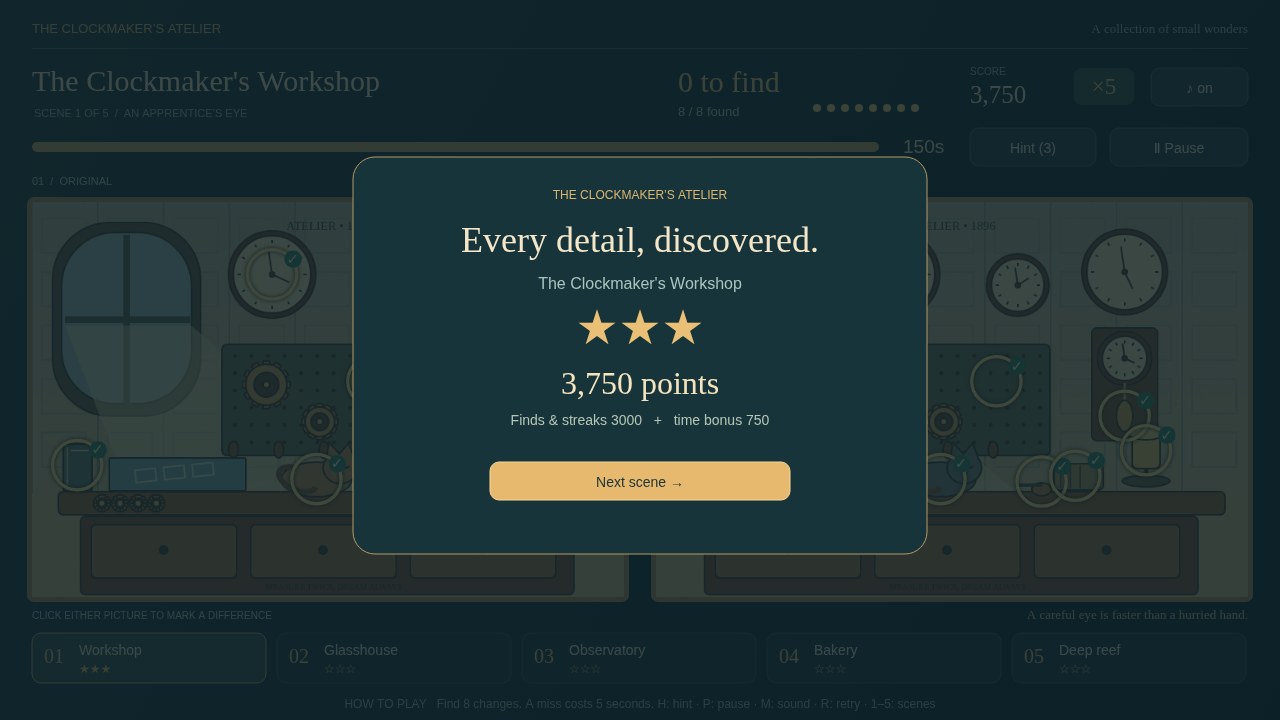 THE CLOCKMAKER'S ATELIER
A collection of small wonders
The Clockmaker's Workshop
SCENE 1 OF 5 / AN APPRENTICE'S EYE
0 to find
8 / 8 found
SCORE
3,750
×5
♪ on
150s
Hint (3)
Ⅱ Pause
01 / ORIGINAL
ATELIER • 1
ELIER • 1896
THE CLOCKMAKER'S ATELIER
Every detail, discovered.
The Clockmaker's Workshop
★★★
3,750 points
Finds & streaks 3000 + time bonus 750
Next scene →
CLICK EITHER PICTURE TO MARK A DIFFERENCE
A careful eye is faster than a hurried hand.
01 Workshop
★★★
02 Glasshouse
☆☆☆
03 Observatory
☆☆☆
04 Bakery
☆☆☆
05 Deep reef
☆☆☆
HOW TO PLAY Find 8 changes. A miss costs 5 seconds. H: hint · P: pause · M: sound · R: retry · 1–5: scenes